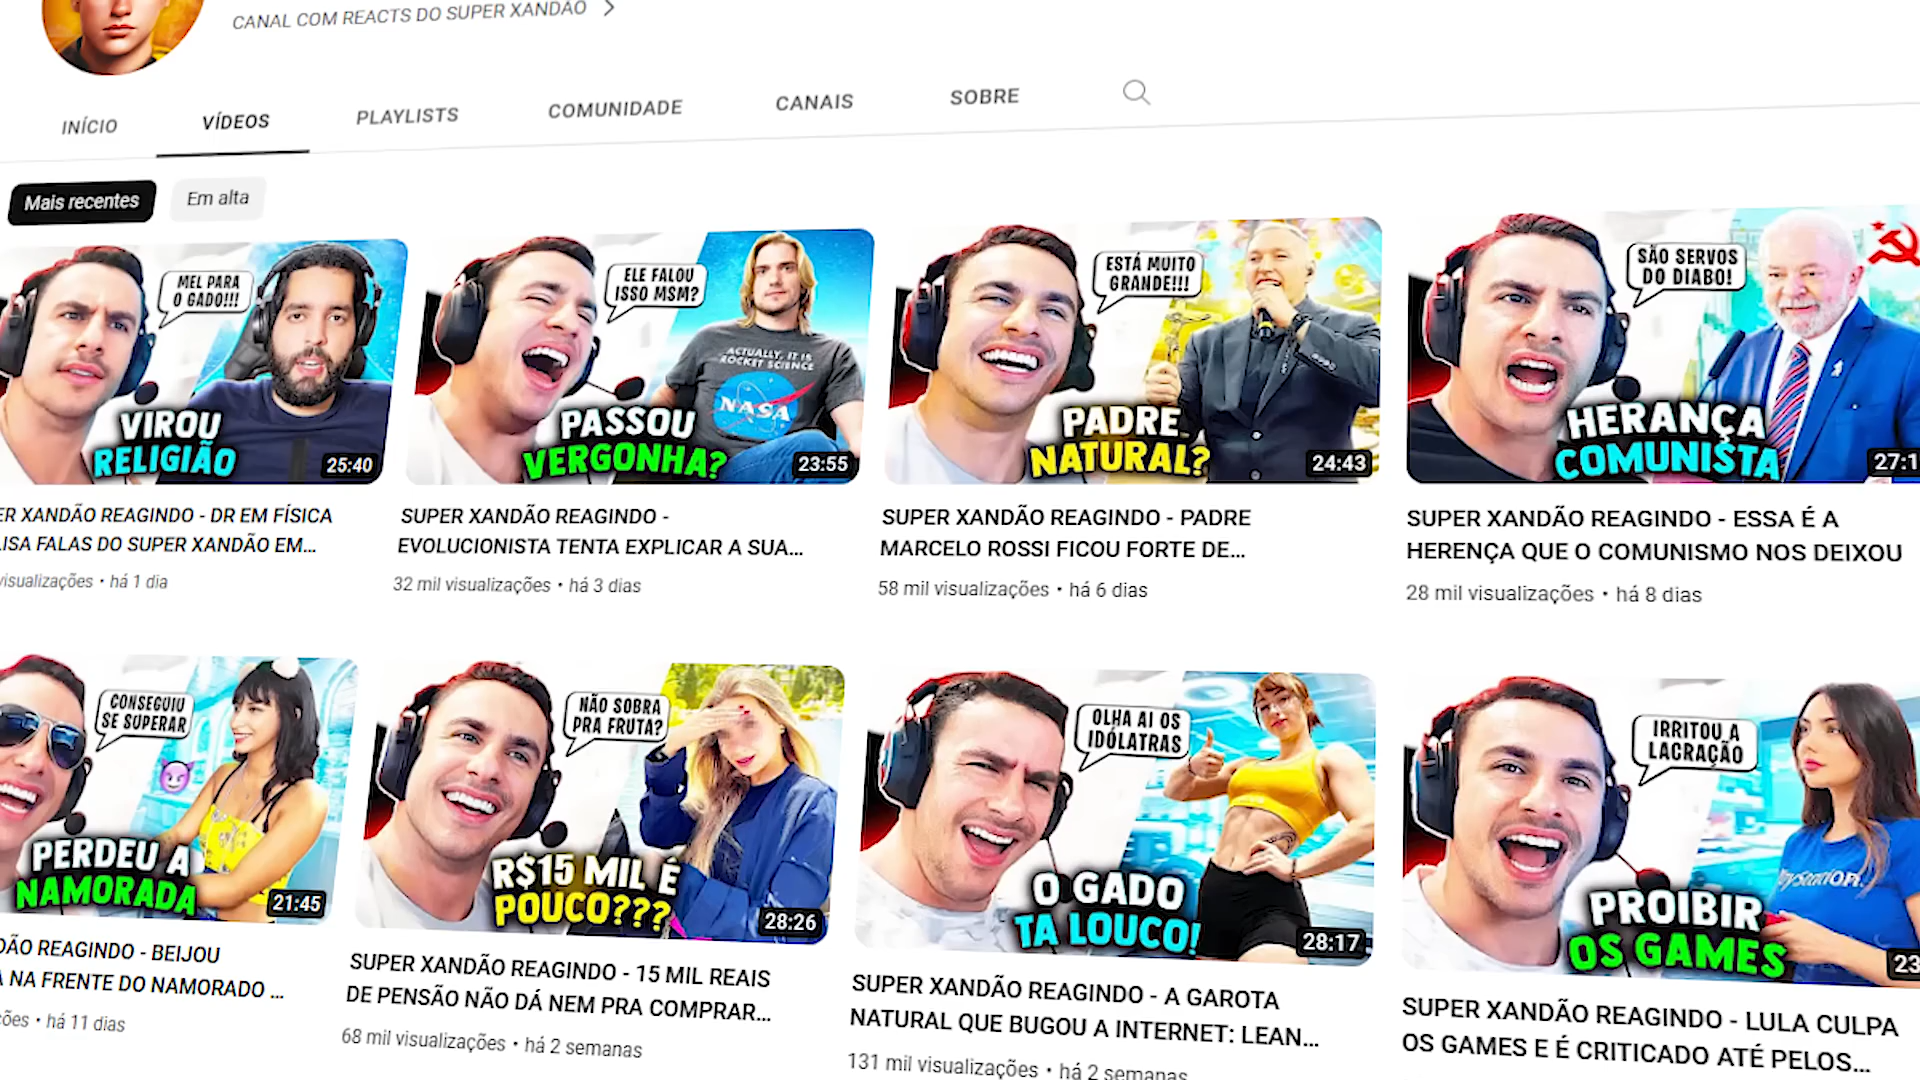 CANAL COM REACTS DO SUPER XANDÃO
INÍCIO
VÍDEOS
PLAYLISTS
COMUNIDADE
CANAIS
SOBRE
Mais recentes
Em alta
MEL PARA
O GADO!!!
VIROU
RELIGIÃO
25:40
ELE FALOU
ISSO MSM?
ACTUALLY, IT IS
ROCKET SCIENCE
NASA
PASSOU
VERGONHA?
23:55
ESTÁ MUITO
GRANDE!!!
PADRE
NATURAL?
24:43
SÃO SERVOS
DO DIABO!
HERANÇA
COMUNISTA
27:1
ER XANDÃO REAGINDO - DR EM FÍSICA
LISA FALAS DO SUPER XANDÃO EM...
visualizações • há 1 dia
SUPER XANDÃO REAGINDO -
EVOLUCIONISTA TENTA EXPLICAR A SUA...
32 mil visualizações • há 3 dias
SUPER XANDÃO REAGINDO - PADRE
MARCELO ROSSI FICOU FORTE DE...
58 mil visualizações • há 6 dias
SUPER XANDÃO REAGINDO - ESSA É A
HERENÇA QUE O COMUNISMO NOS DEIXOU
28 mil visualizações • há 8 dias
CONSEGUIU
SE SUPERAR
PERDEU A
NAMORADA
21:45
NÃO SOBRA
PRA FRUTA?
R$15 MIL É
POUCO???
28:26
OLHA AI OS
IDÓLATRAS
O GADO
TA LOUCO!
28:17
IRRITOU A
LACRAÇÃO
PlayStation
PROIBIR
OS GAMES
23
DÃO REAGINDO - BEIJOU
A NA FRENTE DO NAMORADO ...
ções • há 11 dias
SUPER XANDÃO REAGINDO - 15 MIL REAIS
DE PENSÃO NÃO DÁ NEM PRA COMPRAR...
68 mil visualizações • há 2 semanas
SUPER XANDÃO REAGINDO - A GAROTA
NATURAL QUE BUGOU A INTERNET: LEAN...
131 mil visualizações • há 2 semanas
SUPER XANDÃO REAGINDO - LULA CULPA
OS GAMES E É CRITICADO ATÉ PELOS...